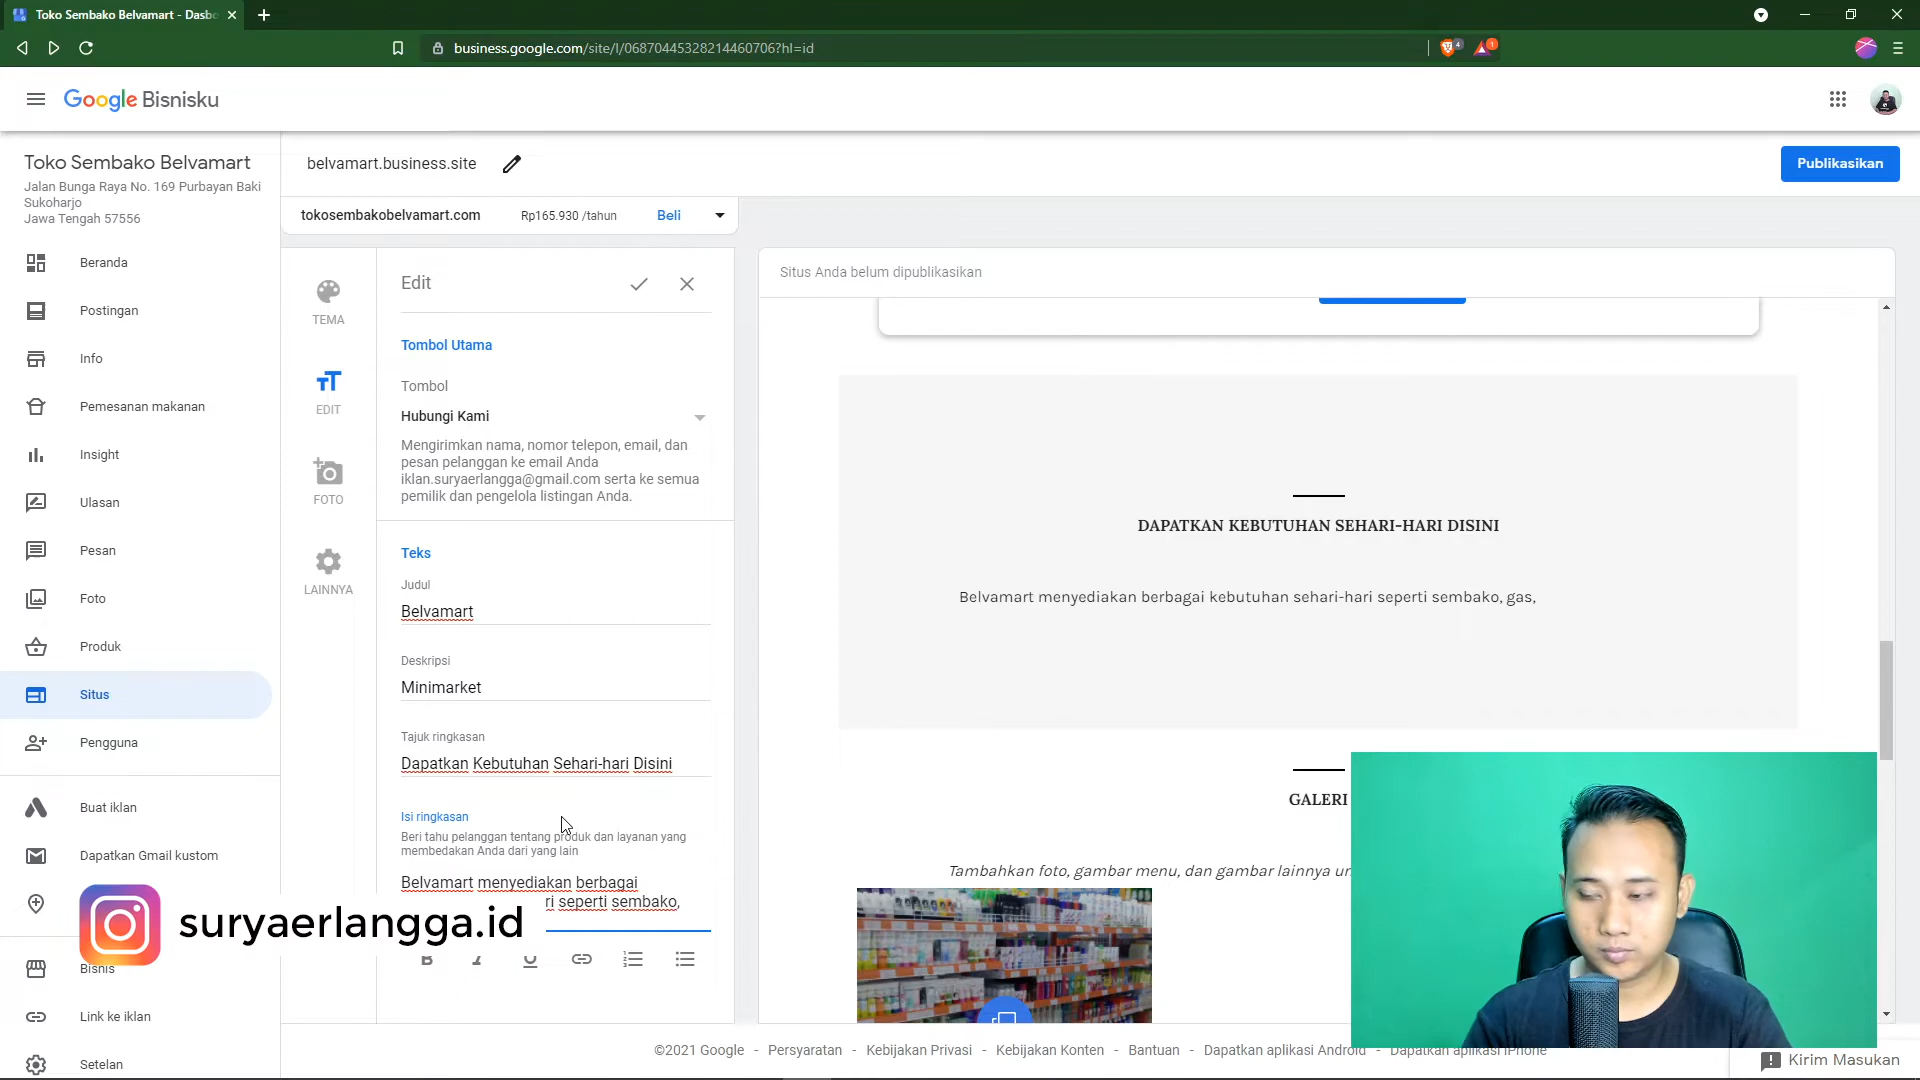 Toko Sembako Belvamart - Dasbo
business.google.com/site/l/06870445328214460706?hl=id
4
1
Google Bisnisku
Toko Sembako Belvamart
Jalan Bunga Raya No. 169 Purbayan Baki
Sukoharjo
Jawa Tengah 57556
Beranda
Postingan
Info
Pemesanan makanan
Insight
Ulasan
Pesan
Foto
Produk
Situs
Pengguna
Buat iklan
Dapatkan Gmail kustom
Bisnis
Link ke iklan
Setelan
suryaerlangga.id
belvamart.business.site
Publikasikan
tokosembakobelvamart.com
Rp165.930 /tahun
Beli
TEMA
EDIT
FOTO
LAINNYA
Edit
Tombol Utama
Tombol
Hubungi Kami
Mengirimkan nama, nomor telepon, email, dan
pesan pelanggan ke email Anda
iklan.suryaerlangga@gmail.com serta ke semua
pemilik dan pengelola listingan Anda.
Teks
Judul
Belvamart
Deskripsi
Minimarket
Tajuk ringkasan
Dapatkan Kebutuhan Sehari-hari Disini
Isi ringkasan
Beri tahu pelanggan tentang produk dan layanan yang
membedakan Anda dari yang lain
Belvamart menyediakan berbagai
ri seperti sembako,
B I U
Situs Anda belum dipublikasikan
DAPATKAN KEBUTUHAN SEHARI-HARI DISINI
Belvamart menyediakan berbagai kebutuhan sehari-hari seperti sembako, gas,
GALERI
Tambahkan foto, gambar menu, dan gambar lainnya un
©2021 Google - Persyaratan - Kebijakan Privasi - Kebijakan Konten - Bantuan - Dapatkan aplikasi Android - Dapatkan aplikasi iPhone
Kirim Masukan